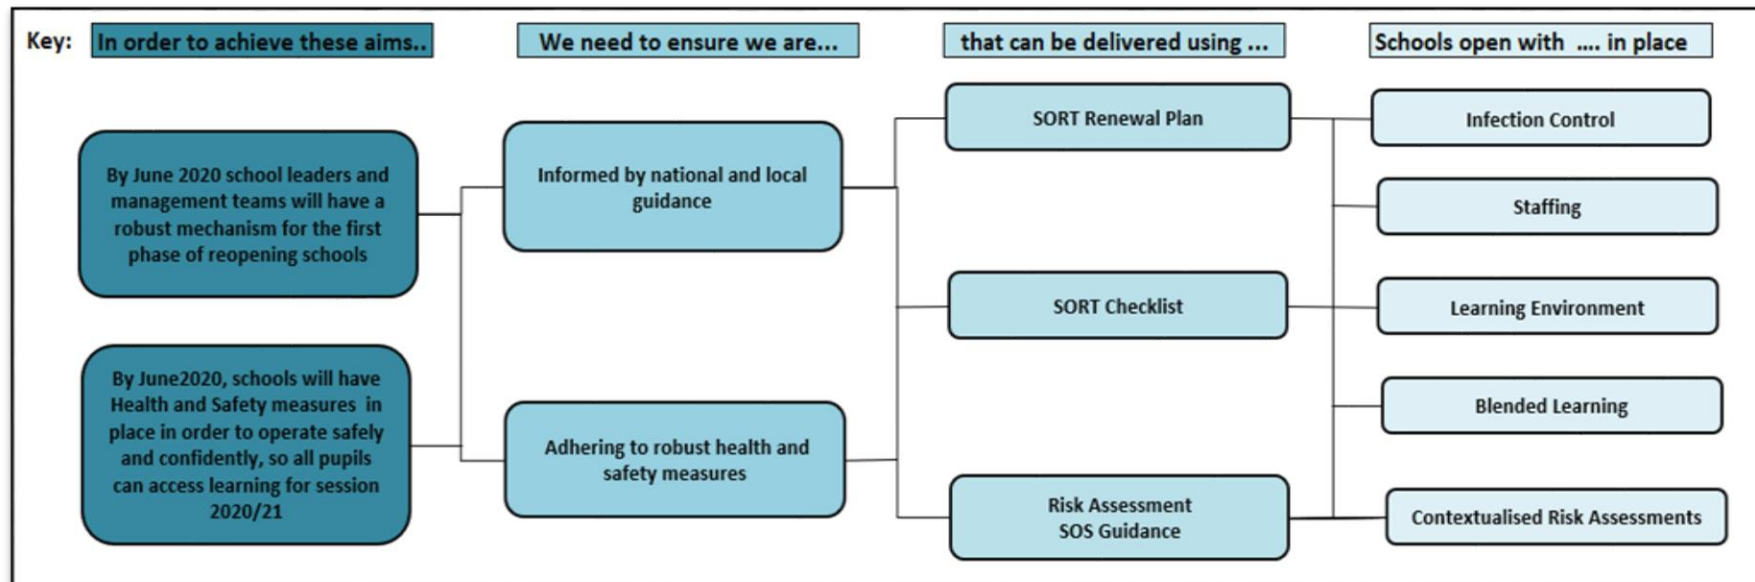 Key:
In order to achieve these aims..
We need to ensure we are...
that can be delivered using ...
Schools open with .... in place
By June 2020 school leaders and
management teams will have a
robust mechanism for the first
phase of reopening schools
By June2020, schools will have
Health and Safety measures in
place in order to operate safely
and confidently, so all pupils
can access learning for session
2020/21
Informed by national and local
guidance
Adhering to robust health and
safety measures
SORT Renewal Plan
SORT Checklist
Risk Assessment
SOS Guidance
Infection Control
Staffing
Learning Environment
Blended Learning
Contextualised Risk Assessments